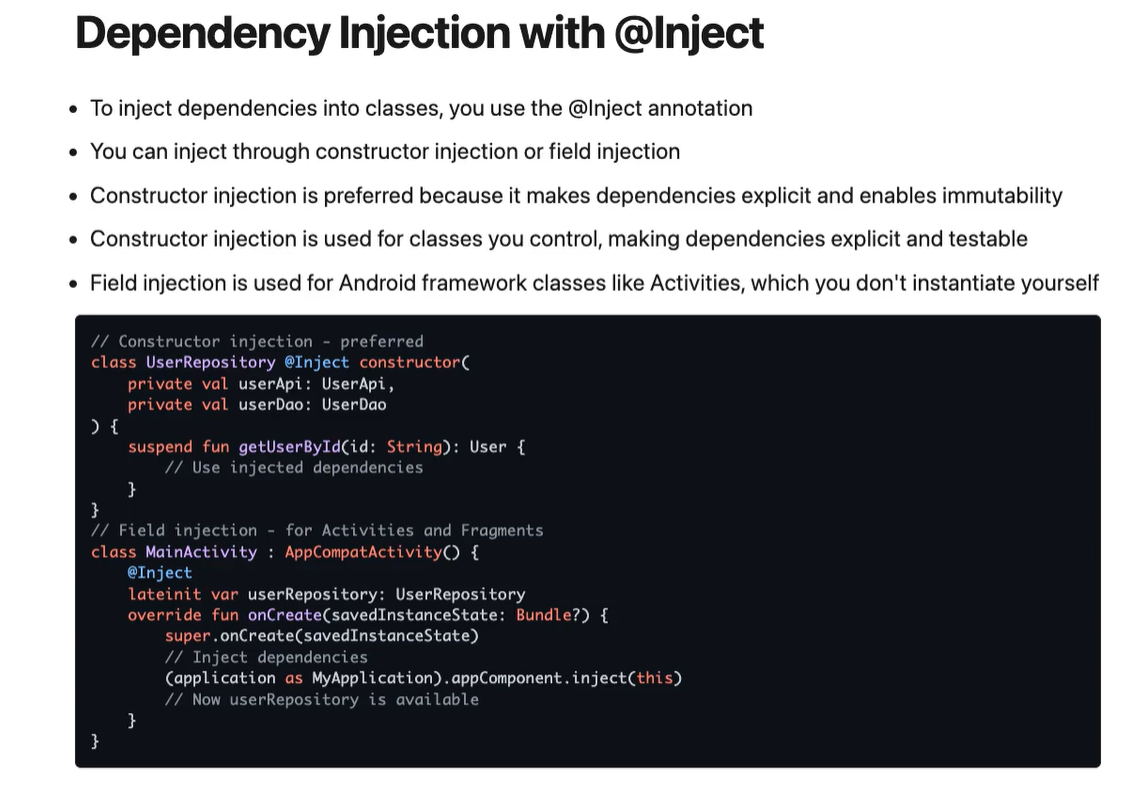 Dependency Injection with @Inject
• To inject dependencies into classes, you use the @Inject annotation
• You can inject through constructor injection or field injection
• Constructor injection is preferred because it makes dependencies explicit and enables immutability
• Constructor injection is used for classes you control, making dependencies explicit and testable
• Field injection is used for Android framework classes like Activities, which you don't instantiate yourself
// Constructor injection - preferred
class UserRepository @Inject constructor(
    private val userApi: UserApi,
    private val userDao: UserDao
) {
    suspend fun getUserById(id: String): User {
        // Use injected dependencies
    }
}
// Field injection - for Activities and Fragments
class MainActivity : AppCompatActivity() {
    @Inject
    lateinit var userRepository: UserRepository
    override fun onCreate(savedInstanceState: Bundle?) {
        super.onCreate(savedInstanceState)
        // Inject dependencies
        (application as MyApplication).appComponent.inject(this)
        // Now userRepository is available
    }
}